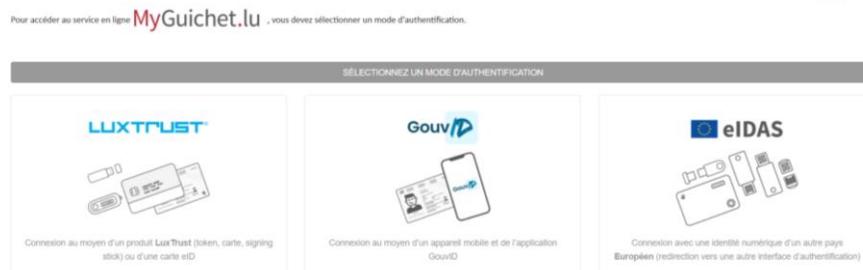 Pour accéder au service en ligne MyGuichet.lu , vous devez sélectionner un mode d'authentification.
SÉLECTIONNEZ UN MODE D'AUTHENTIFICATION
LUXTRUST
GouvID
eIDAS
GouvID
Connexion au moyen d'un produit LuxTrust (token, carte, signing
stick) ou d'une carte eID
Connexion au moyen d'un appareil mobile et de l'application
GouvID
Connexion avec une identité numérique d'un autre pays
Européen (redirection vers une autre interface d'authentification)